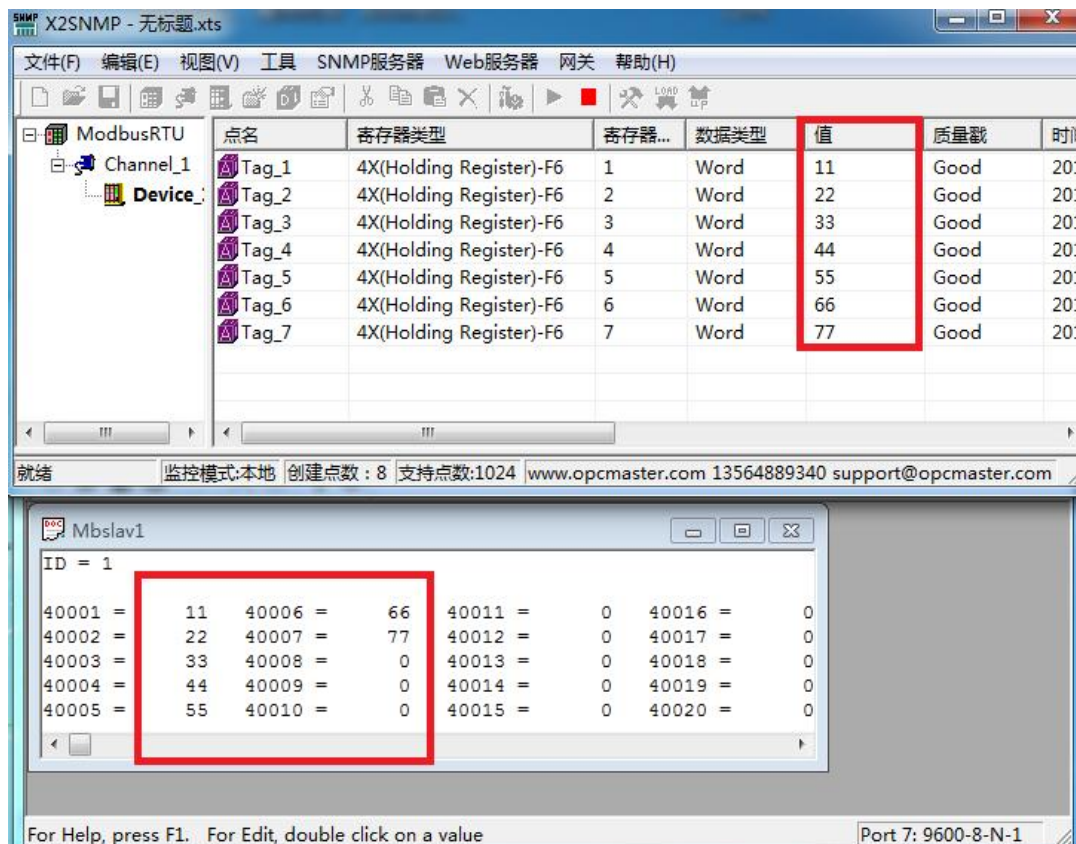 X2SNMP - 无标题.xts
文件(F) 编辑(E) 视图(V) 工具 SNMP服务器 Web服务器 网关 帮助(H)
ModbusRTU
Channel_1
Device_
点名 寄存器类型 寄存器... 数据类型 值 质量戳 时间
Tag_1 4X(Holding Register)-F6 1 Word 11 Good 20
Tag_2 4X(Holding Register)-F6 2 Word 22 Good 20
Tag_3 4X(Holding Register)-F6 3 Word 33 Good 20
Tag_4 4X(Holding Register)-F6 4 Word 44 Good 20
Tag_5 4X(Holding Register)-F6 5 Word 55 Good 20
Tag_6 4X(Holding Register)-F6 6 Word 66 Good 20
Tag_7 4X(Holding Register)-F6 7 Word 77 Good 20
就绪 监控模式:本地 创建点数：8 支持点数:1024 www.opcmaster.com 13564889340 support@opcmaster.com
Mbslav1
ID = 1
40001 = 11 40006 = 66 40011 = 0 40016 = 0
40002 = 22 40007 = 77 40012 = 0 40017 = 0
40003 = 33 40008 = 0 40013 = 0 40018 = 0
40004 = 44 40009 = 0 40014 = 0 40019 = 0
40005 = 55 40010 = 0 40015 = 0 40020 = 0
For Help, press F1. For Edit, double click on a value Port 7: 9600-8-N-1